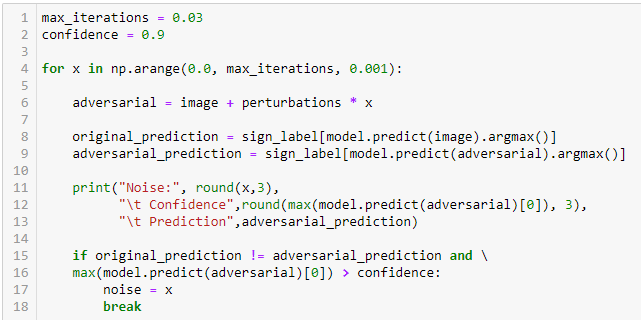 1 max_iterations = 0.03
2 confidence = 0.9
3
4 for x in np.arange(0.0, max_iterations, 0.001):
5
6     adversarial = image + perturbations * x
7
8     original_prediction = sign_label[model.predict(image).argmax()]
9     adversarial_prediction = sign_label[model.predict(adversarial).argmax()]
10
11     print("Noise:", round(x,3),
12           "\t Confidence",round(max(model.predict(adversarial)[0]), 3),
13           "\t Prediction",adversarial_prediction)
14
15     if original_prediction != adversarial_prediction and \
16     max(model.predict(adversarial)[0]) > confidence:
17         noise = x
18         break